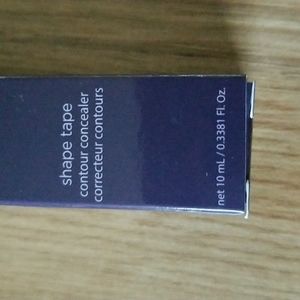 shape tape
contour concealer
correcteur contours
net 10 mL / 0.3381 Fl. Oz.